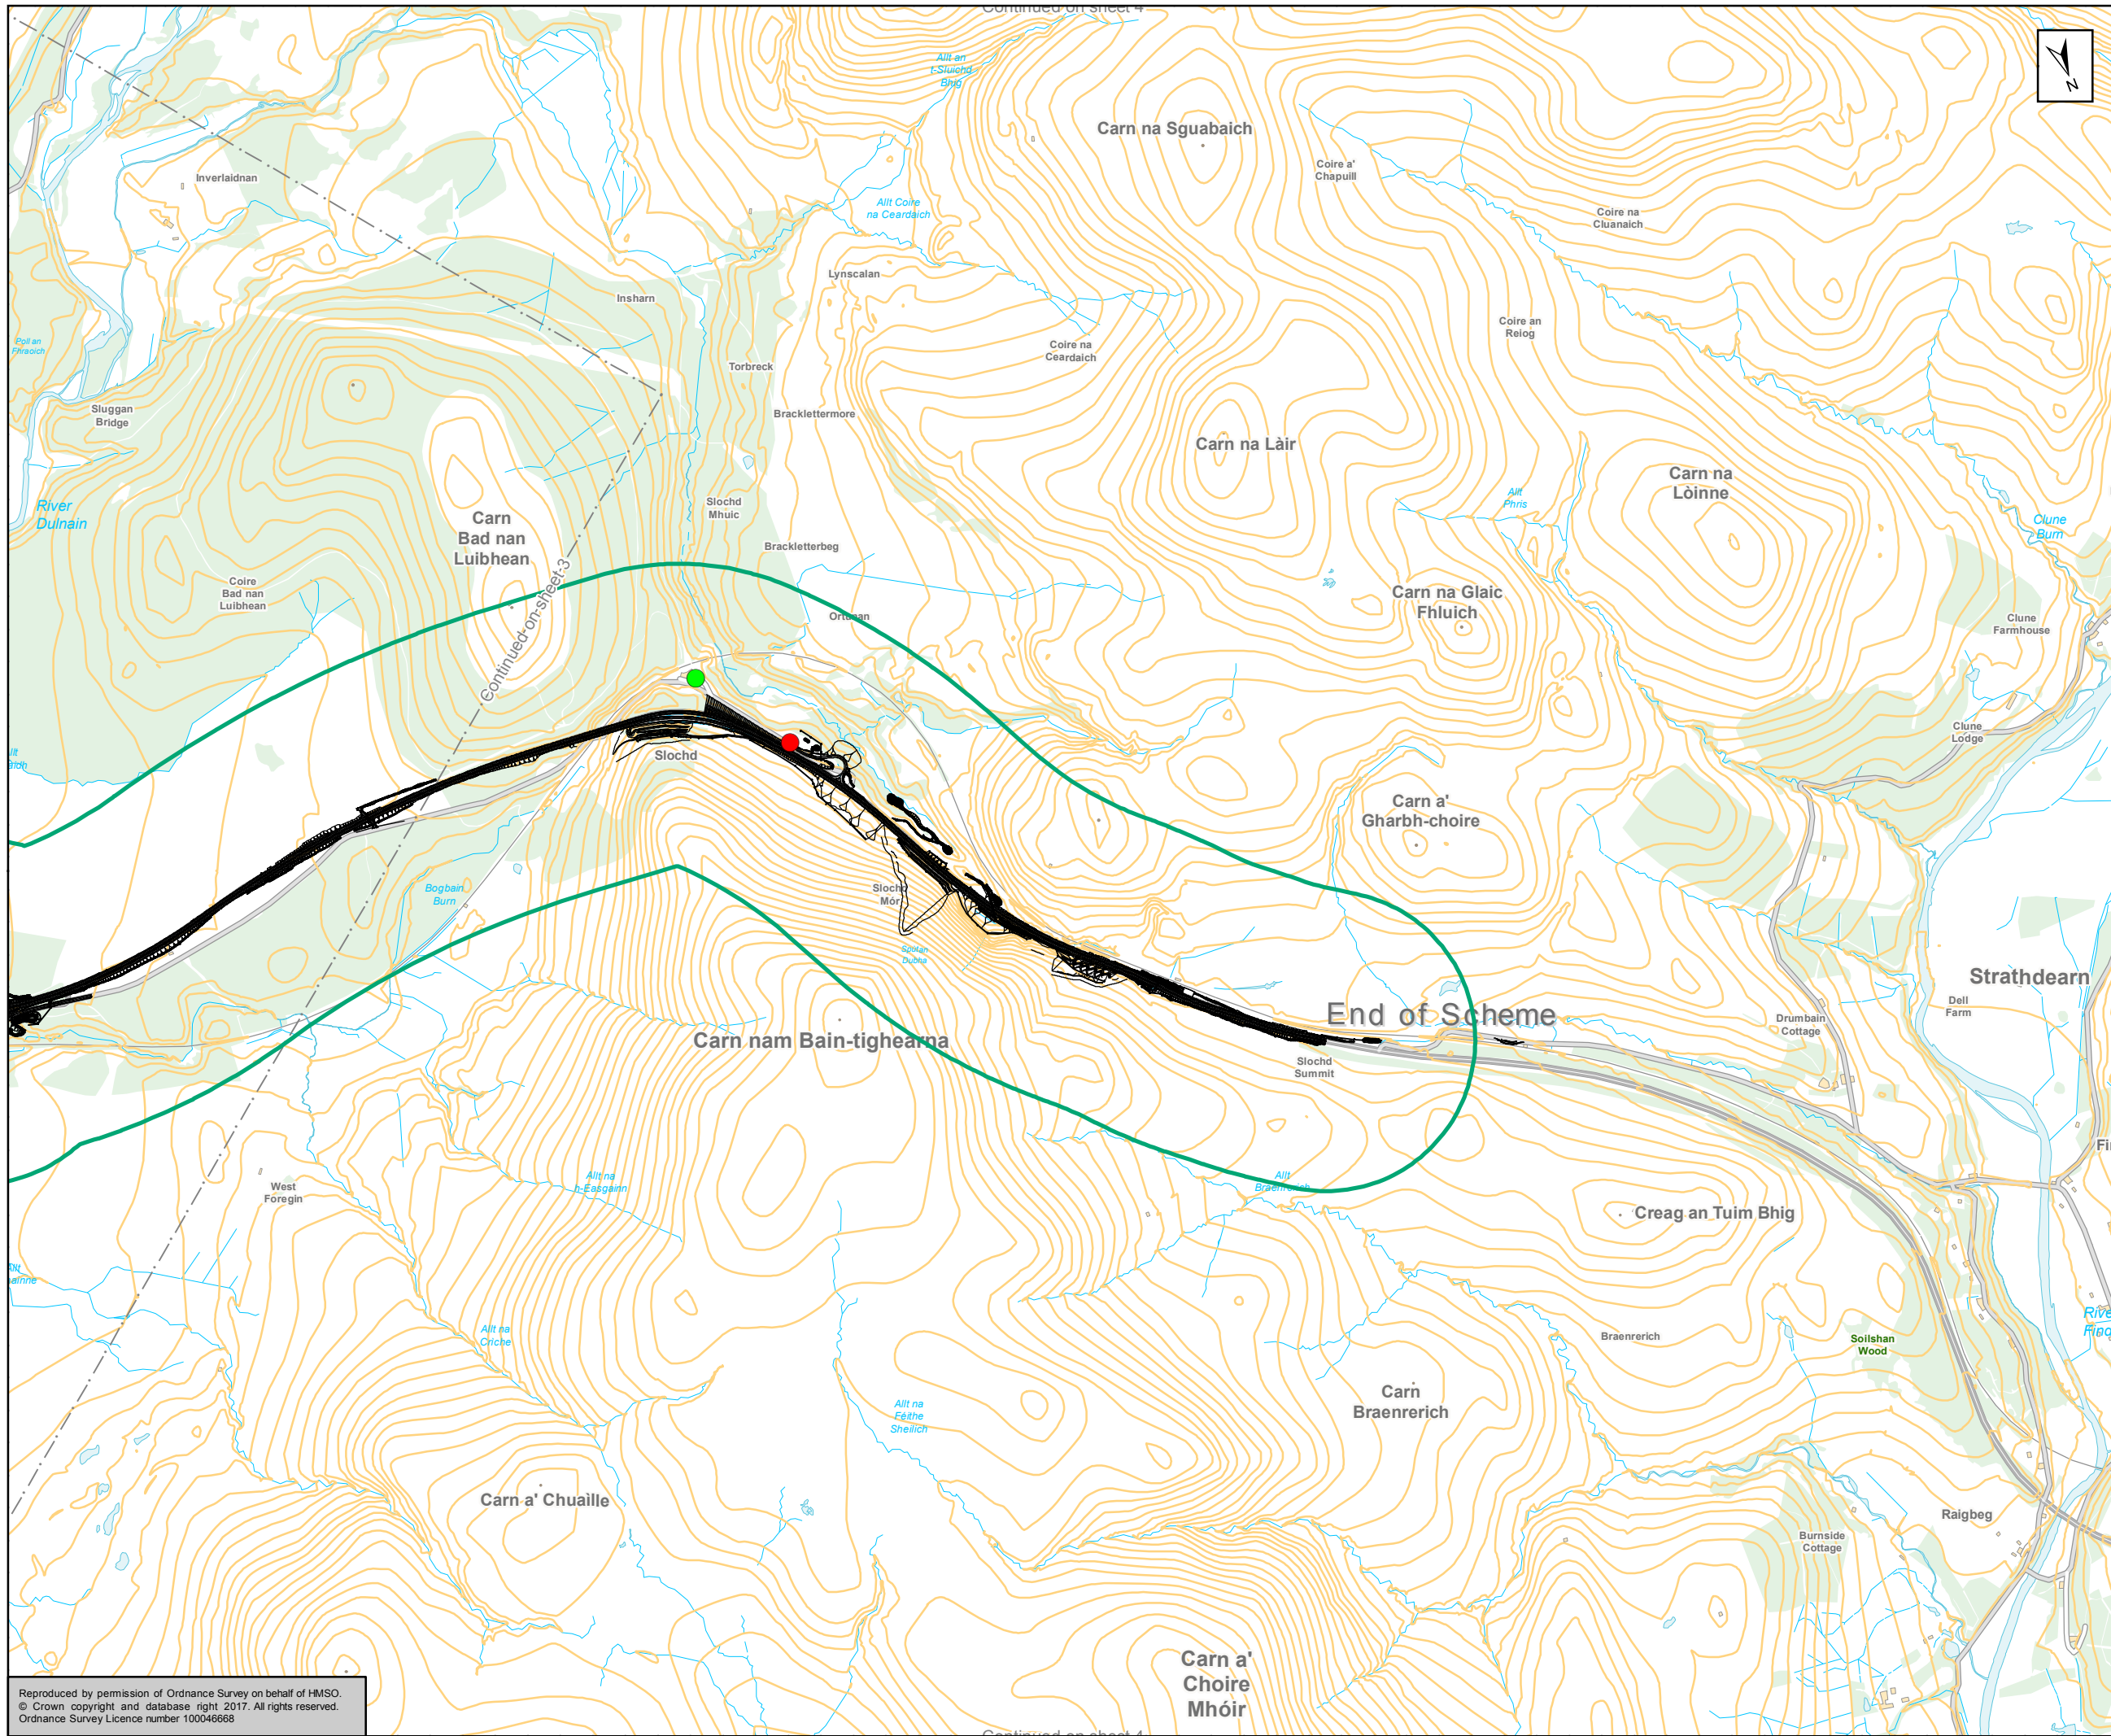 Continued on sheet 4
N
Allt an
t-Sluichd
Bhig
Carn na Sguabaich
Coire a'
Chapuill
Inverlaidnan
Allt Coire
na Ceardaich
Coire na
Cluanaich
Lynscalan
Insharn
Poll an
Fhraoich
Coire an
Reiog
Coire na
Ceardaich
Torbreck
Sluggan
Bridge
Bracklettermore
Carn na Làir
Carn na
Lòinne
River
Dulnain
Slochd
Mhuic
Allt
Phris
Carn
Bad nan
Luibhean
Clune
Burn
Brackletterbeg
Coire
Bad nan
Luibhean
Continued on sheet 3
Carn na Glaic
Fhluich
Clune
Farmhouse
Clune
Lodge
Slochd
Carn a'
Gharbh-choire
Bogbain
Burn
Slochd
Mór
Sputan
Dubha
Strathdearn
Dell
Farm
End of Scheme
Drumbain
Cottage
Carn nam Bain-tighearna
Slochd
Summit
Allt na
h-Easgainn
Allt
Braenrerich
West
Foregin
Creag an Tuim Bhig
Allt na
Criche
Braenrerich
Soilshan
Wood
Carn
Braenrerich
Allt na
Féithe
Sheilich
Carn a' Chuaille
Raigbeg
Burnside
Cottage
Carn a'
Choire
Mhóir
Reproduced by permission of Ordnance Survey on behalf of HMSO.
© Crown copyright and database right 2017. All rights reserved.
Ordnance Survey Licence number 100046668
Continued on sheet 4